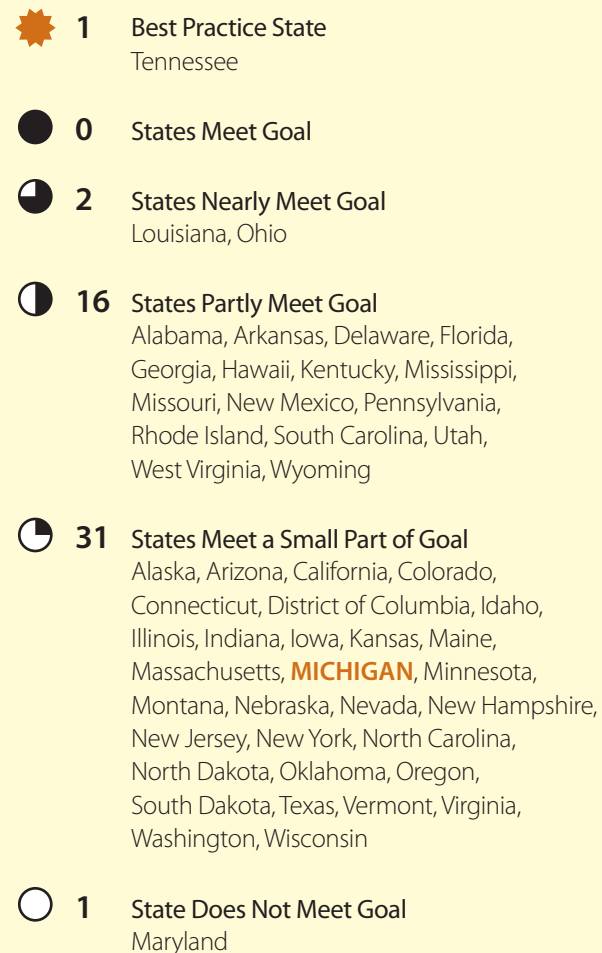 1 Best Practice State
Tennessee
0 States Meet Goal
2 States Nearly Meet Goal
Louisiana, Ohio
16 States Partly Meet Goal
Alabama, Arkansas, Delaware, Florida,
Georgia, Hawaii, Kentucky, Mississippi,
Missouri, New Mexico, Pennsylvania,
Rhode Island, South Carolina, Utah,
West Virginia, Wyoming
31 States Meet a Small Part of Goal
Alaska, Arizona, California, Colorado,
Connecticut, District of Columbia, Idaho,
Illinois, Indiana, Iowa, Kansas, Maine,
Massachusetts, MICHIGAN, Minnesota,
Montana, Nebraska, Nevada, New Hampshire,
New Jersey, New York, North Carolina,
North Dakota, Oklahoma, Oregon,
South Dakota, Texas, Vermont, Virginia,
Washington, Wisconsin
1 State Does Not Meet Goal
Maryland